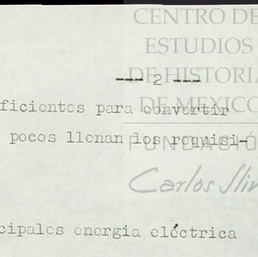 CENTRO DE
ESTUDIOS
--- 2 ---
DE HISTORIA
ficientes para convertir
DE MEXICO
pocos llenan los requisi-
FUNDACIÓ
Carlos Slim
cipales energia eléctrica